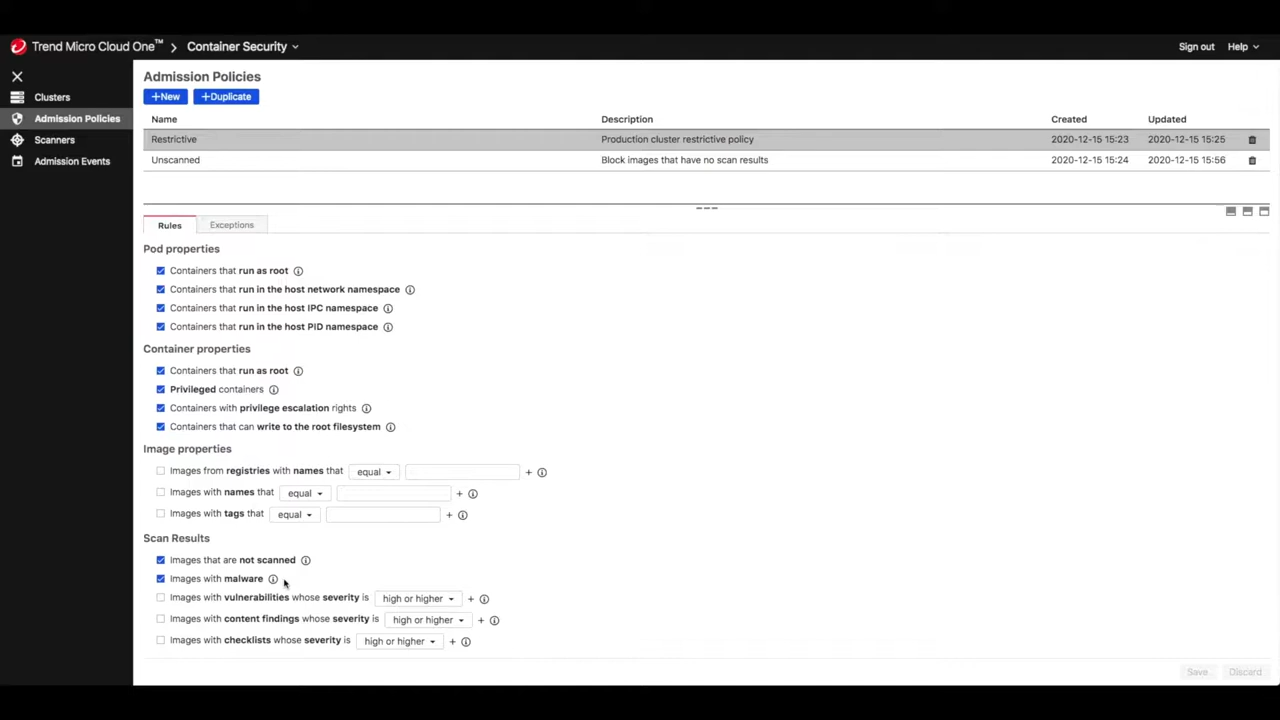 Trend Micro Cloud One™ > Container Security
Sign out Help
Clusters
Admission Policies
Scanners
Admission Events
Admission Policies
+New +Duplicate
Name Description Created Updated
Restrictive Production cluster restrictive policy 2020-12-15 15:23 2020-12-15 15:25
Unscanned Block images that have no scan results 2020-12-15 15:24 2020-12-15 15:56
Rules Exceptions
Pod properties
Containers that run as root
Containers that run in the host network namespace
Containers that run in the host IPC namespace
Containers that run in the host PID namespace
Container properties
Containers that run as root
Privileged containers
Containers with privilege escalation rights
Containers that can write to the root filesystem
Image properties
Images from registries with names that equal +
Images with names that equal +
Images with tags that equal +
Scan Results
Images that are not scanned
Images with malware
Images with vulnerabilities whose severity is high or higher +
Images with content findings whose severity is high or higher +
Images with checklists whose severity is high or higher +
Save Discard